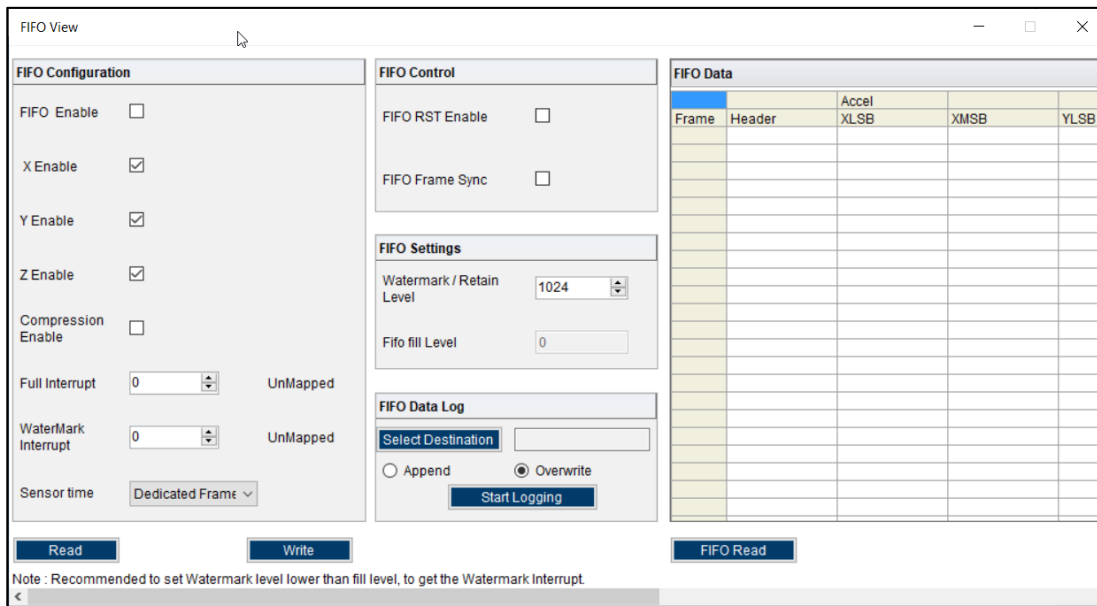 FIFO View
FIFO Configuration
FIFO Enable
X Enable
Y Enable
Z Enable
Compression
Enable
Full Interrupt
0
UnMapped
WaterMark
Interrupt
0
UnMapped
Sensor time
Dedicated Frame
Read
Write
FIFO Control
FIFO RST Enable
FIFO Frame Sync
FIFO Settings
Watermark / Retain
Level
1024
Fifo fill Level
0
FIFO Data Log
Select Destination
Append
Overwrite
Start Logging
FIFO Data
Accel
Frame Header XLSB XMSB YLSB
FIFO Read
Note : Recommended to set Watermark level lower than fill level, to get the Watermark Interrupt.